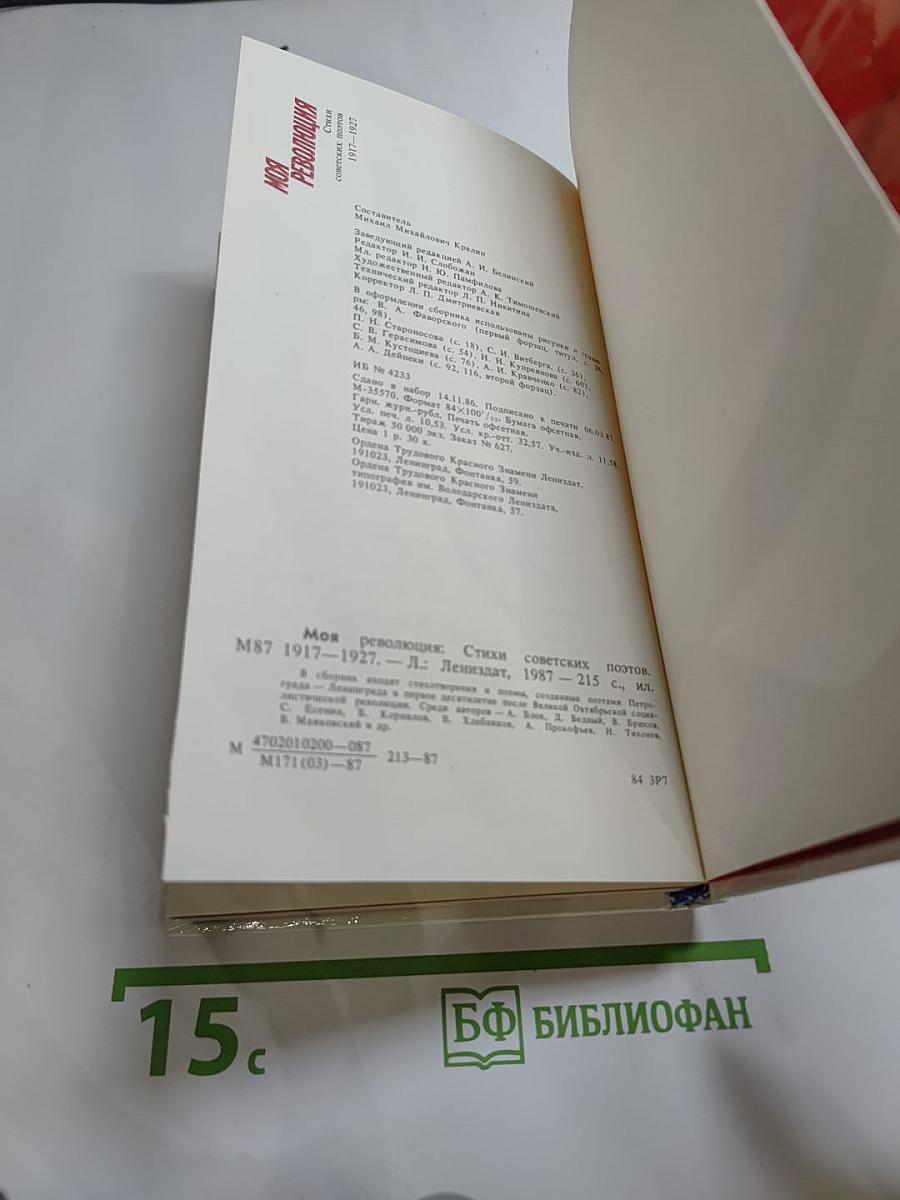 МОЯ
РЕВОЛЮЦИЯ
Стихи
советских поэтов
1917—1927
Составитель
Михаил Михайлович Кралин
Заведующий редакцией А. И. Белинский
Редактор И. И. Слобожан
Мл. редактор Н. Ю. Памфилова
Художественный редактор А. К. Тимошевский
Технический редактор Л. П. Никитина
Корректор Л. П. Дмитриевская
В оформлении сборника использованы рисунки и гравю-
ры: В. А. Фаворского (первый форзац, титул, с. 26,
46, 98),
П. Н. Староносова (с. 18), С. И. Витберга, (с. 36),
С. В. Герасимова (с. 54), Н. Н. Купреянова (с. 60),
Б. М. Кустодиева (с. 76), А. И. Кравченко (с. 82),
А. А. Дейнеки (с. 92, 116, второй форзац).
ИБ № 4233
Сдано в набор 14.11.86. Подписано к печати 06.03.87.
М-35570. Формат 84×100¹/₃₂. Бумага офсетная.
Гарн. журн.-рубл. Печать офсетная.
Усл. печ. л. 10,53. Усл. кр.-отт. 32,57. Уч.-изд. л. 11,58.
Тираж 50 000 экз. Заказ № 627.
Цена 1 р. 30 к.
Ордена Трудового Красного Знамени Лениздат,
191023, Ленинград, Фонтанка, 59.
Ордена Трудового Красного Знамени
типография им. Володарского Лениздата,
191023, Ленинград, Фонтанка, 57.
Моя революция: Стихи советских поэтов.
М87 1917—1927. — Л.: Лениздат, 1987 — 215 с., ил.
В сборник входят стихотворения и поэмы, созданные поэтами Петро-
града — Ленинграда в первое десятилетие после Великой Октябрьской социа-
листической революции. Среди авторов — А. Блок, Д. Бедный, В. Брюсов,
С. Есенин, Б. Корнилов, В. Хлебников, А. Прокофьев, Н. Тихонов,
В. Маяковский и др.
М 4702010200—087 213—87
М171(03)—87
84 3Р7
15 с
БФ БИБЛИОФАН